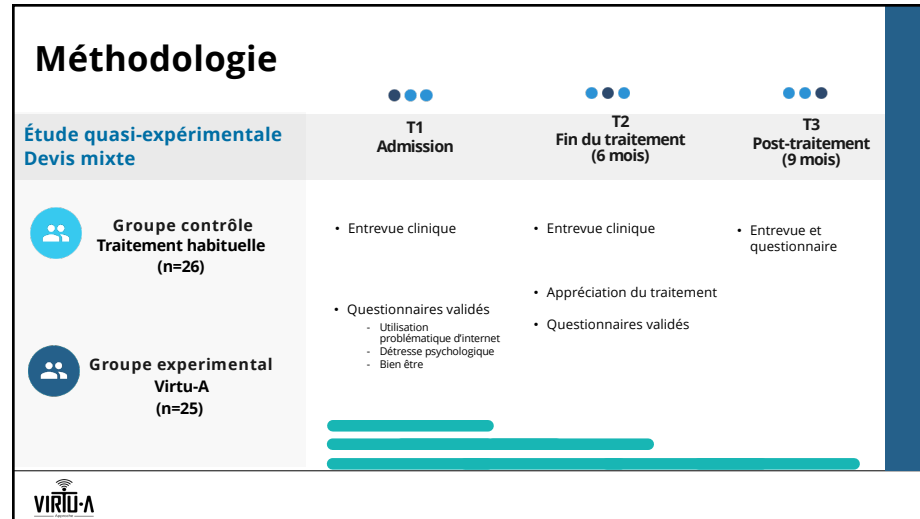 Méthodologie
Étude quasi-expérimentale
Devis mixte
T1
Admission
T2
Fin du traitement
(6 mois)
T3
Post-traitement
(9 mois)
Groupe contrôle
Traitement habituelle
(n=26)
• Entrevue clinique
• Entrevue clinique
• Entrevue et
questionnaire
• Questionnaires validés
- Utilisation
problématique d'internet
- Détresse psychologique
- Bien être
• Appréciation du traitement
• Questionnaires validés
Groupe experimental
Virtu-A
(n=25)
VIRTU-A
Approche